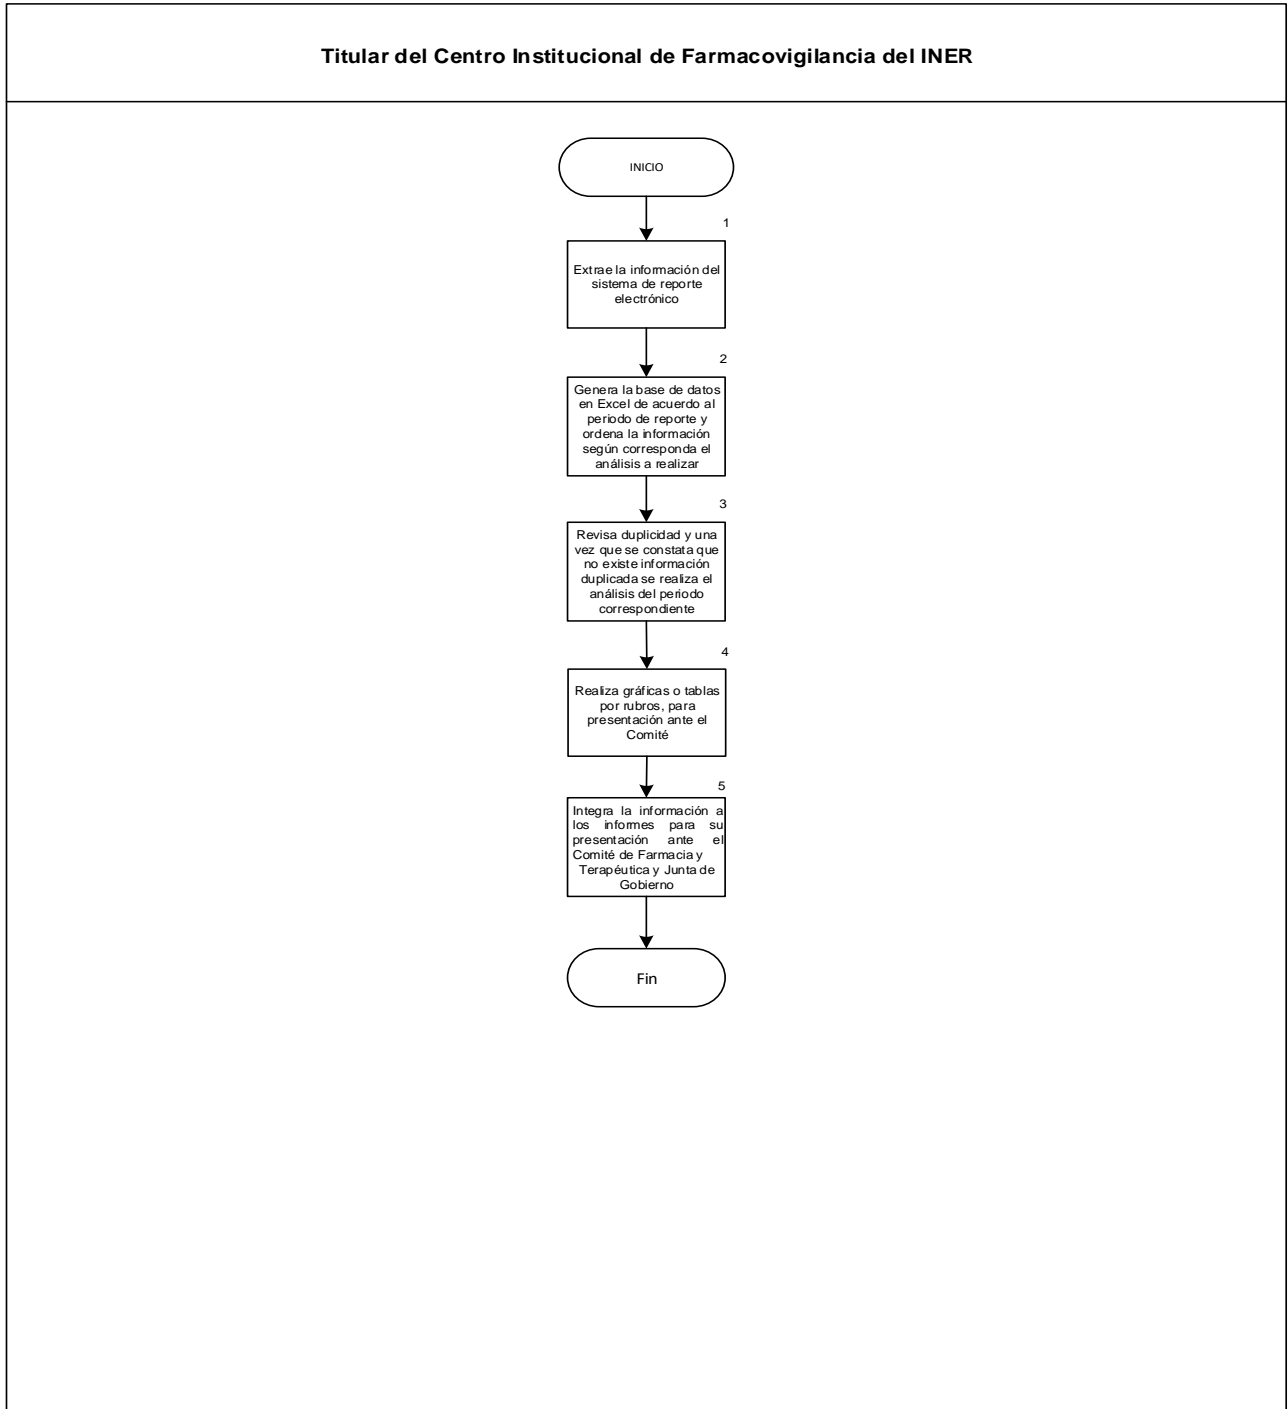 Titular del Centro Institucional de Farmacovigilancia del INER
INICIO
1
Extrae la información del
sistema de reporte
electrónico
2
Genera la base de datos
en Excel de acuerdo al
periodo de reporte y
ordena la información
según corresponda el
análisis a realizar
3
Revisa duplicidad y una
vez que se constata que
no existe información
duplicada se realiza el
análisis del periodo
correspondiente
4
Realiza gráficas o tablas
por rubros, para
presentación ante el
Comité
5
Integra la información a
los informes para su
presentación ante el
Comité de Farmacia y
Terapéutica y Junta de
Gobierno
Fin